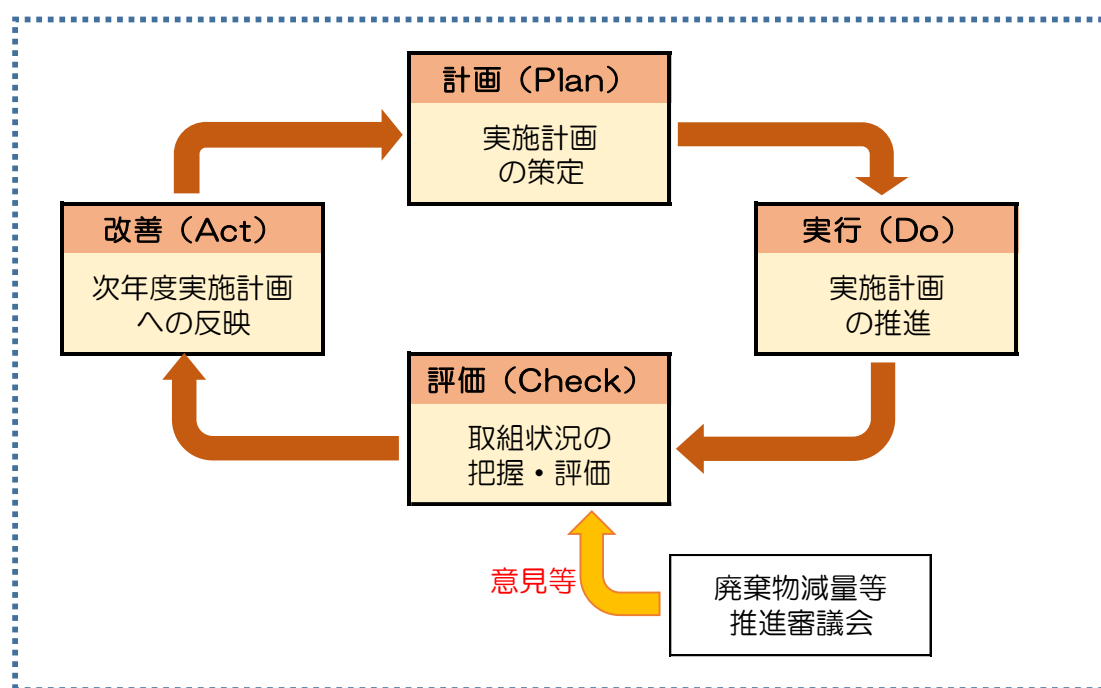 計画（Plan）
実施計画
の策定
改善（Act）
次年度実施計画
への反映
実行（Do）
実施計画
の推進
評価（Check）
取組状況の
把握・評価
意見等
廃棄物減量等
推進審議会